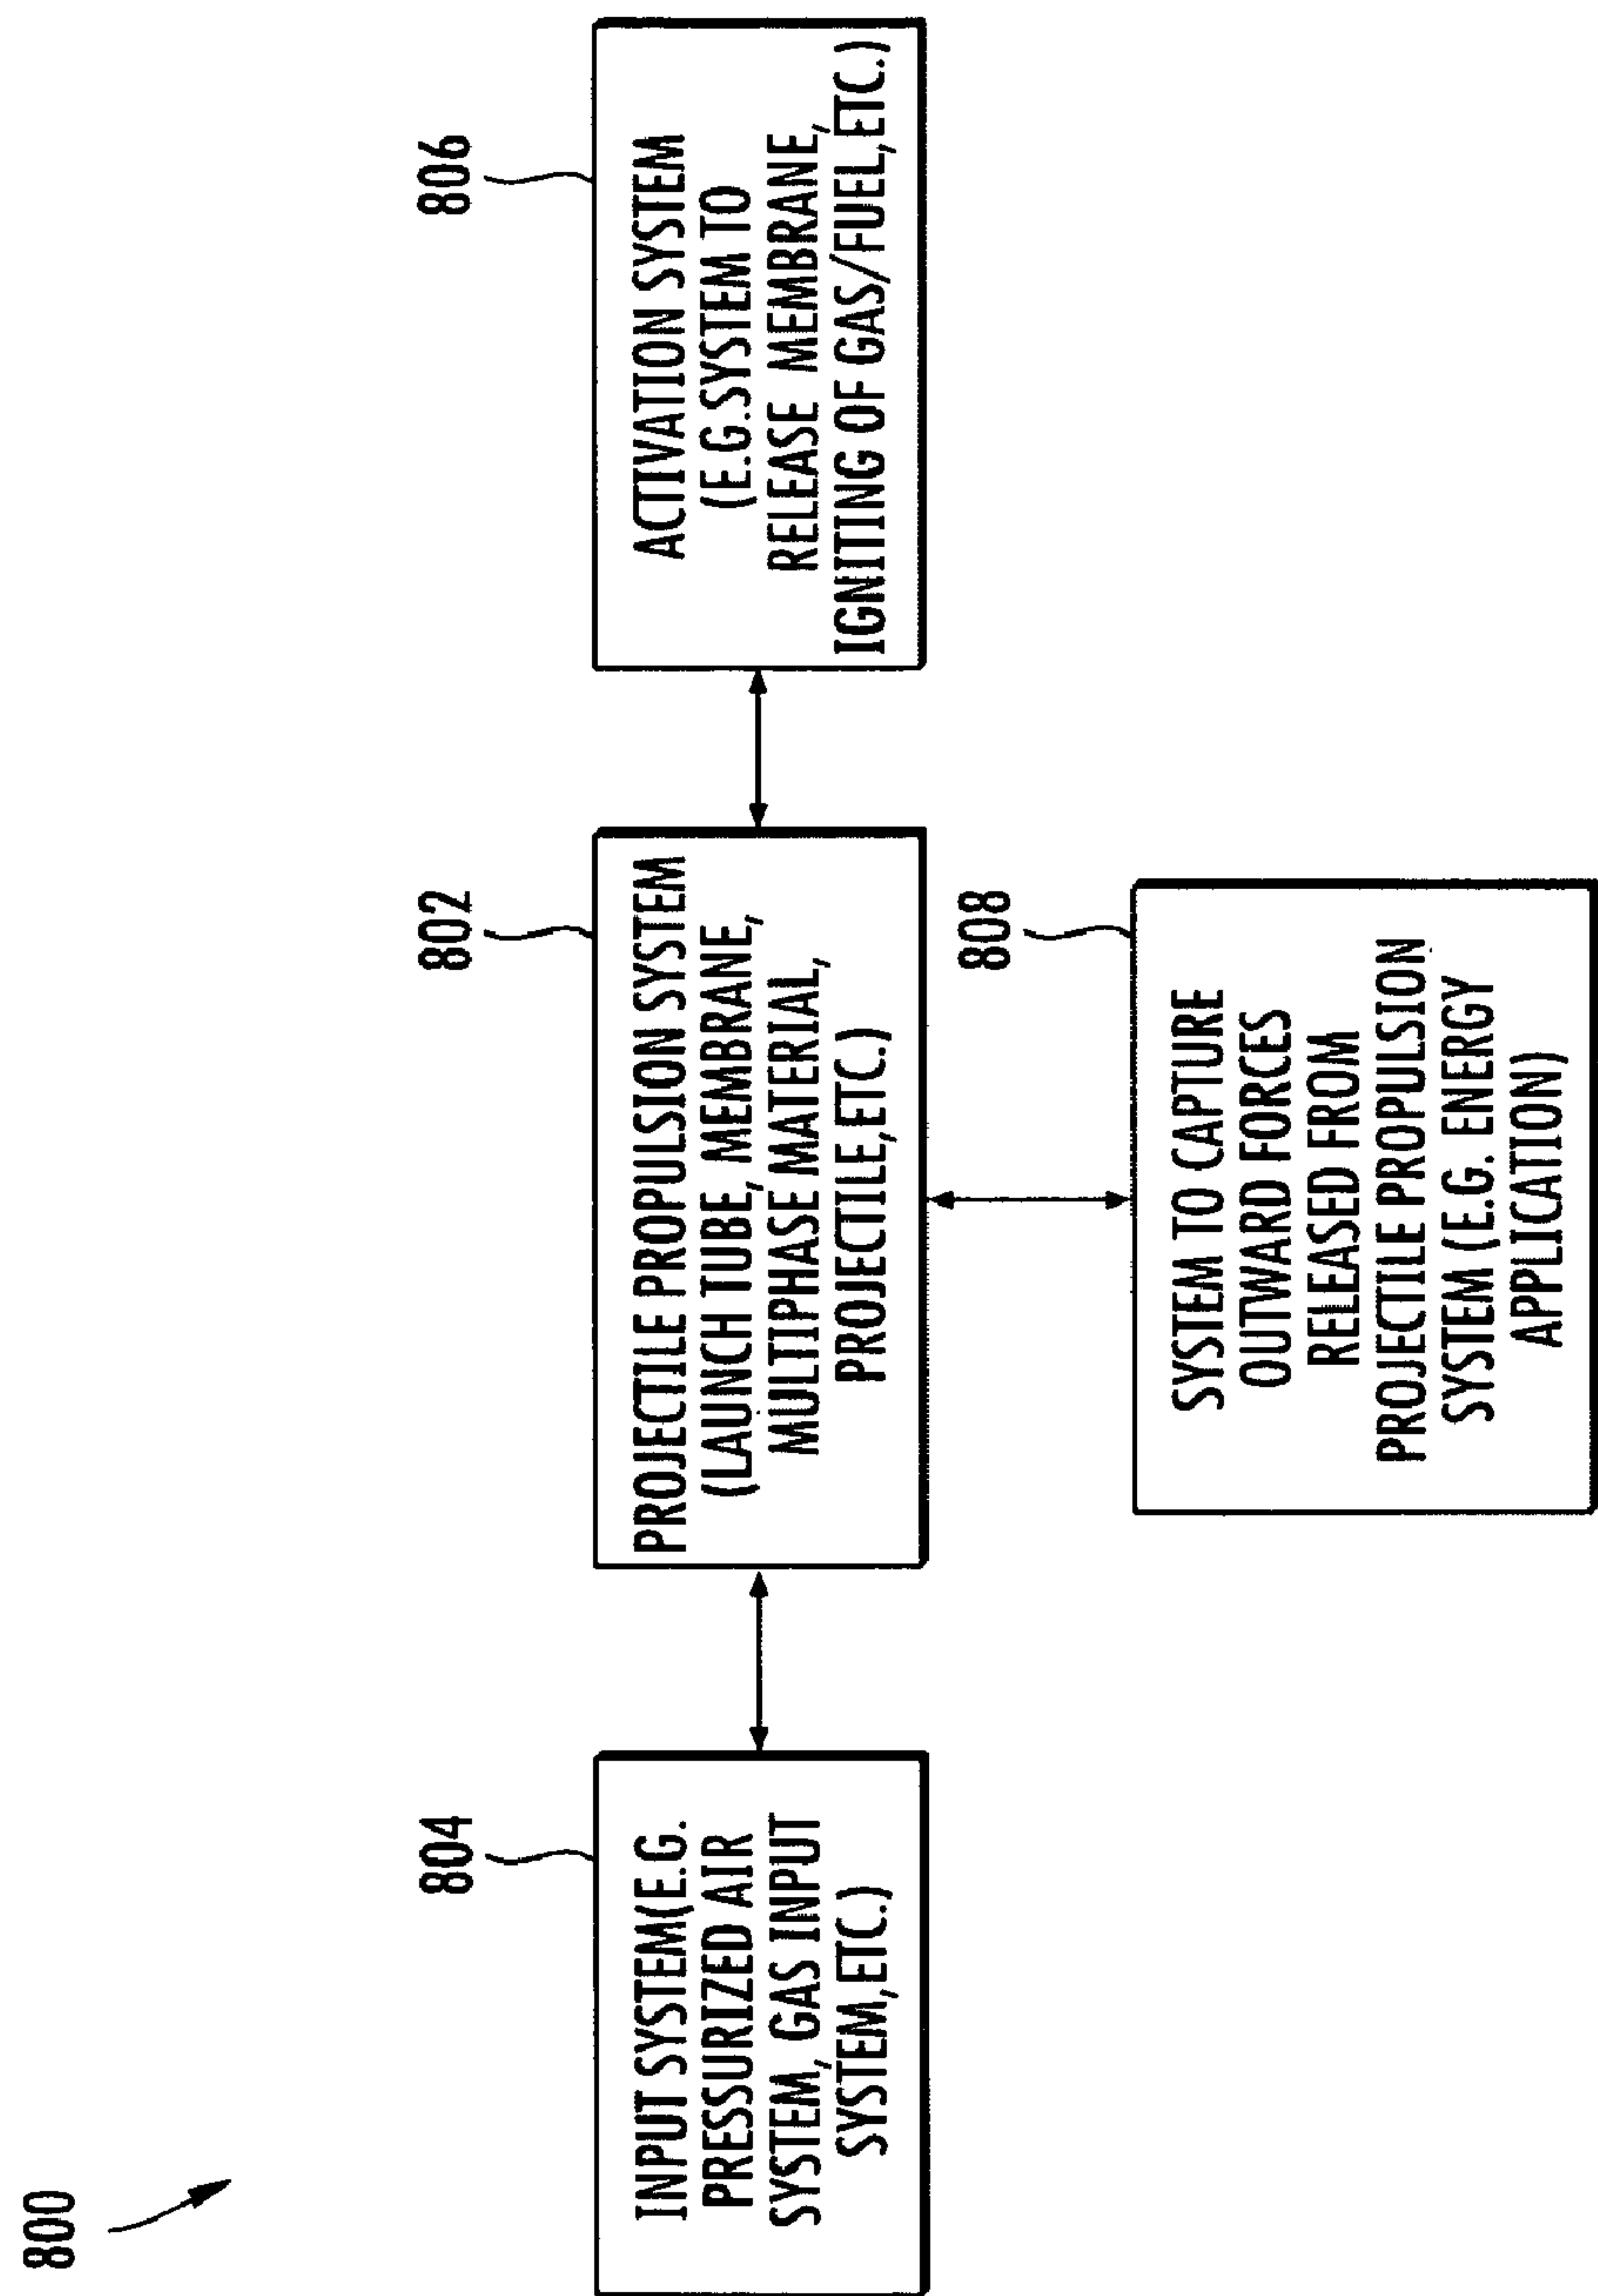 800
804
INPUT SYSTEM(E.G.
PRESSURIZED AIR
SYSTEM, GAS INPUT
SYSTEM,ETC.)
802
PROJECTILE PROPULSION SYSTEM
(LAUNCH TUBE, MEMBRANE,
MULTIPHASE MATERIAL,
PROJECTILE,ETC.)
806
ACTIVATION SYSTEM
(E.G.SYSTEM TO
RELEASE MEMBRANE,
IGNITING OF GAS/FUEL,ETC.)
808
SYSTEM TO CAPTURE
OUTWARD FORCES
RELEASED FROM
PROJECTILE PROPULSION
SYSTEM (E.G. ENERGY
APPLICATION)